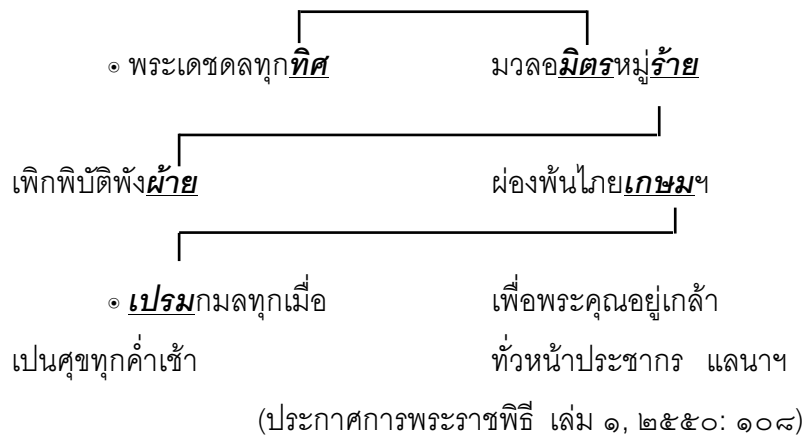 ๏ พระเดชดลทุกทิศ มวลอมิตรหมู่ร้าย
เพิกพิบัติพังผ้าย ผ่องพ้นไภยเกษมฯ
๏ เปรมกมลทุกเมื่อ เพื่อพระคุณอยู่เกล้า
เปนศุขทุกค่ำเช้า ทั่วหน้าประชากร แลนาฯ
(ประกาศการพระราชพิธี เล่ม ๑, ๒๕๕๐: ๑๐๘)